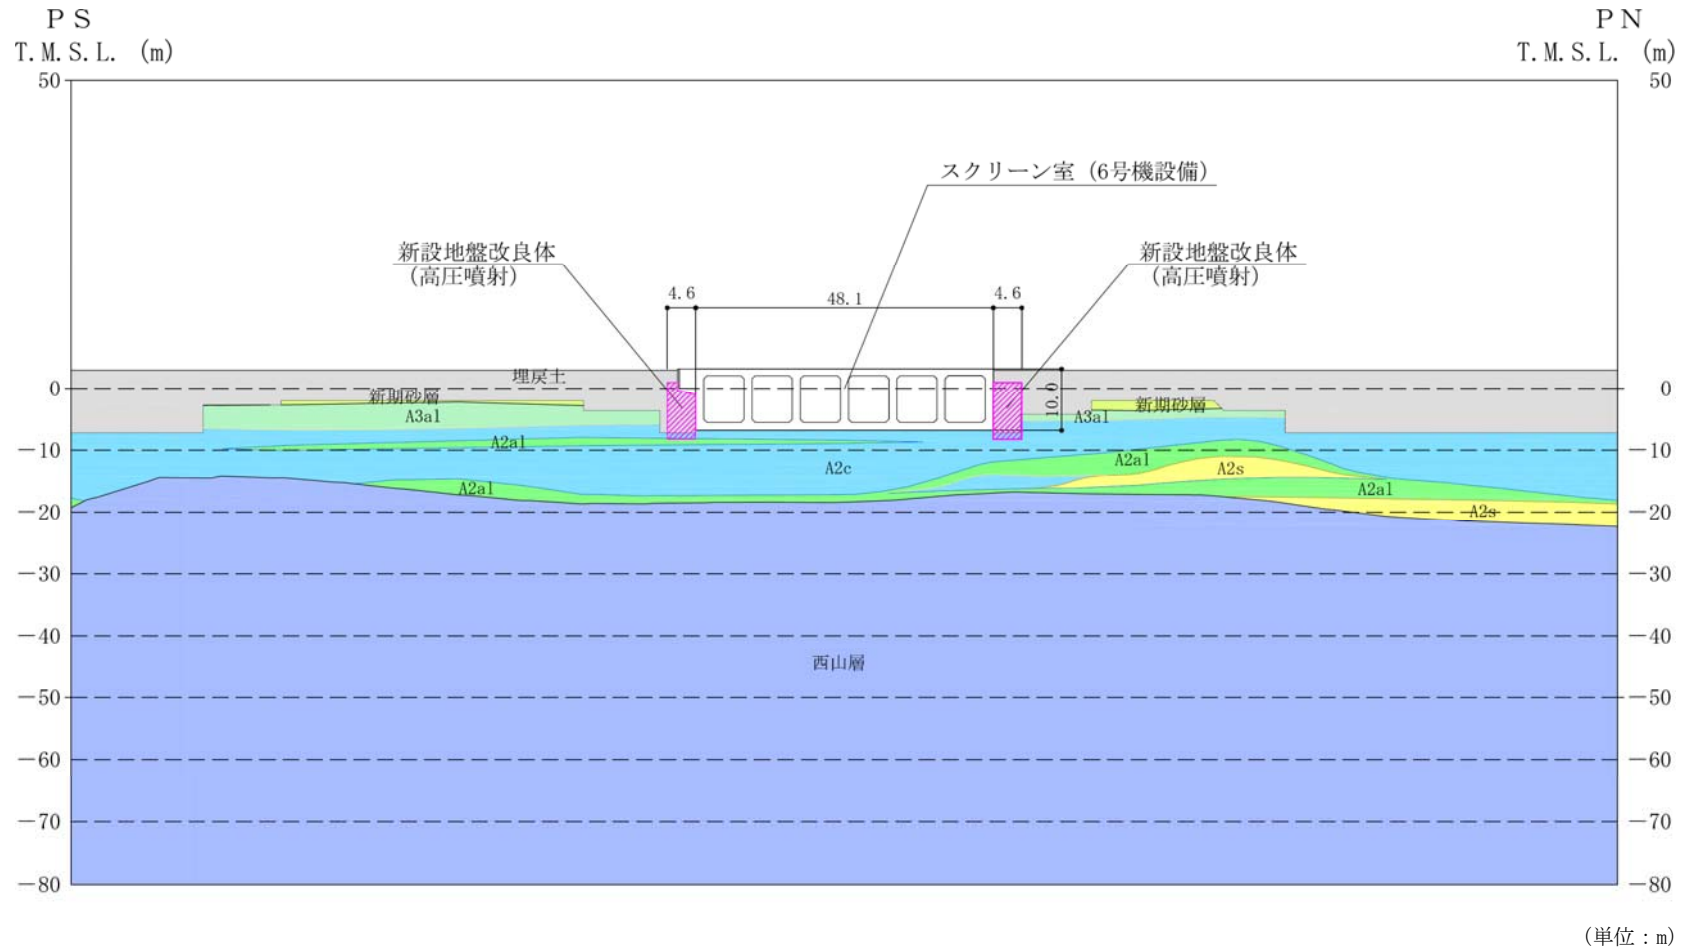 ＰＳ
ＰＮ
T.M.S.L. (m)
T.M.S.L. (m)
50
50
スクリーン室（6号機設備）
新設地盤改良体
（高圧噴射）
新設地盤改良体
（高圧噴射）
4.6
48.1
4.6
埋戻土
0
0
新期砂層
新期砂層
10.0
A3al
A3al
A2al
−10
−10
A2c
A2al
A2s
A2al
A2al
−20
−20
A2s
−30
−30
−40
−40
西山層
−50
−50
−60
−60
−70
−70
−80
−80
（単位：m）